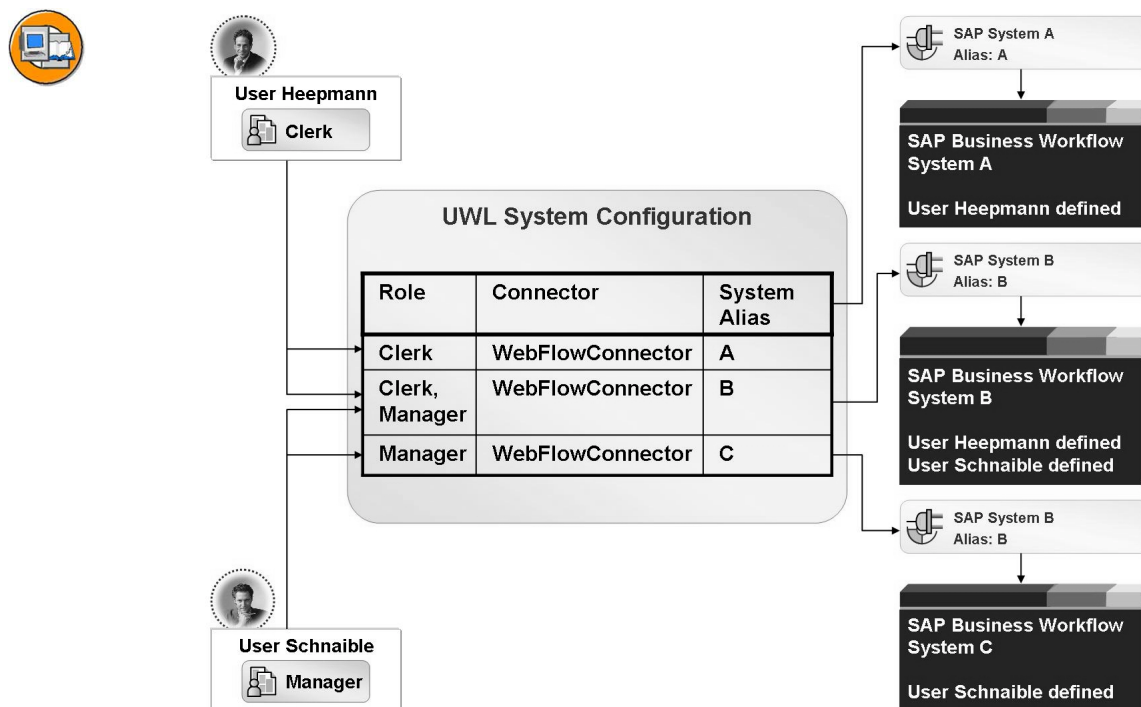 User Heepmann
Clerk
UWL System Configuration
Role Connector System
Alias
Clerk WebFlowConnector A
Clerk, WebFlowConnector B
Manager
Manager WebFlowConnector C
User Schnaible
Manager
SAP System A
Alias: A
SAP Business Workflow
System A
User Heepmann defined
SAP System B
Alias: B
SAP Business Workflow
System B
User Heepmann defined
User Schnaible defined
SAP System B
Alias: B
SAP Business Workflow
System C
User Schnaible defined